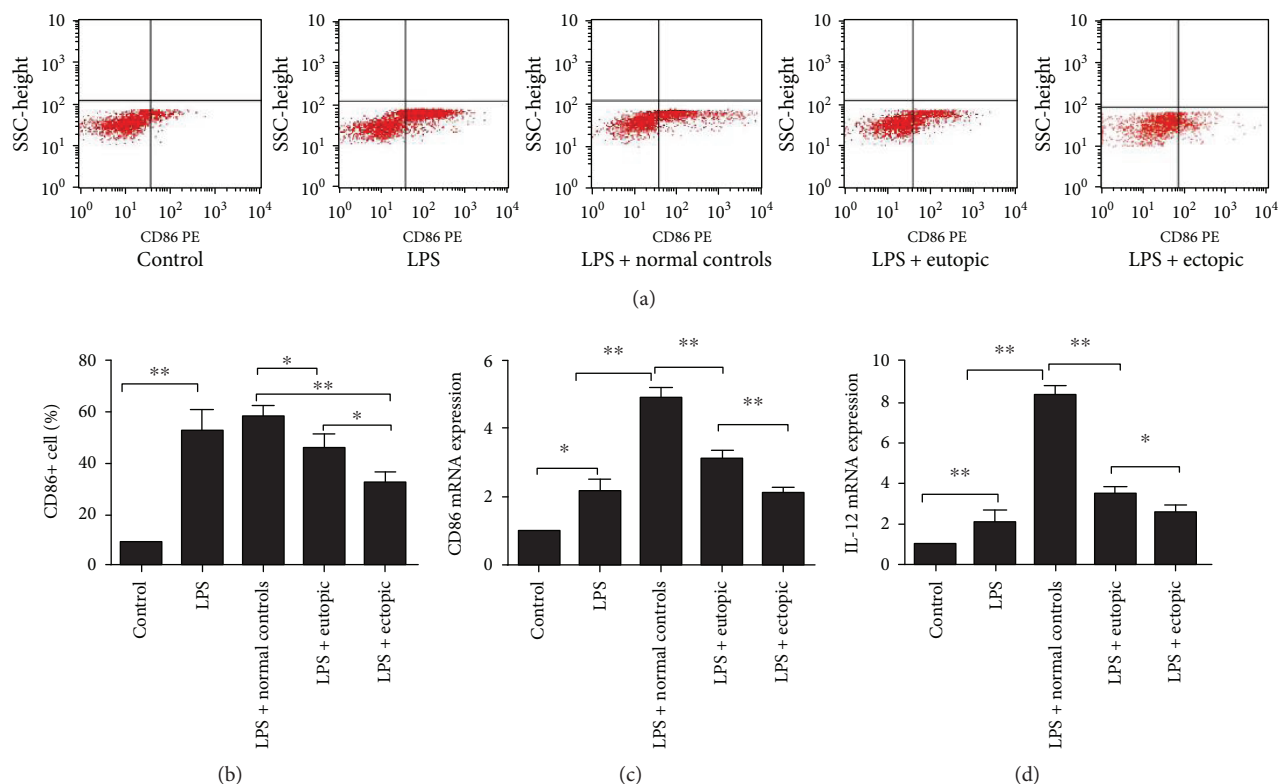 10
10³
10²
10¹
10⁰
SSC-height
10⁰ 10¹ 10² 10³ 10⁴
CD86 PE
Control
10
10³
10²
10¹
10⁰
SSC-height
10⁰ 10¹ 10² 10³ 10⁴
CD86 PE
LPS
10
10³
10²
10¹
10⁰
SSC-height
10⁰ 10¹ 10² 10³ 10⁴
CD86 PE
LPS + normal controls
10
10³
10²
10¹
10⁰
SSC-height
10⁰ 10¹ 10² 10³ 10⁴
CD86 PE
LPS + eutopic
10
10³
10²
10¹
10⁰
SSC-height
10⁰ 10¹ 10² 10³ 10⁴
CD86 PE
LPS + ectopic
(a)
80
60
40
20
0
CD86+ cell (%)
**
*
**
*
Control
LPS
LPS + normal controls
LPS + eutopic
LPS + ectopic
(b)
6
4
2
0
CD86 mRNA expression
*
**
**
**
Control
LPS
LPS + normal controls
LPS + eutopic
LPS + ectopic
(c)
10
8
6
4
2
0
IL-12 mRNA expression
**
**
**
*
Control
LPS
LPS + normal controls
LPS + eutopic
LPS + ectopic
(d)